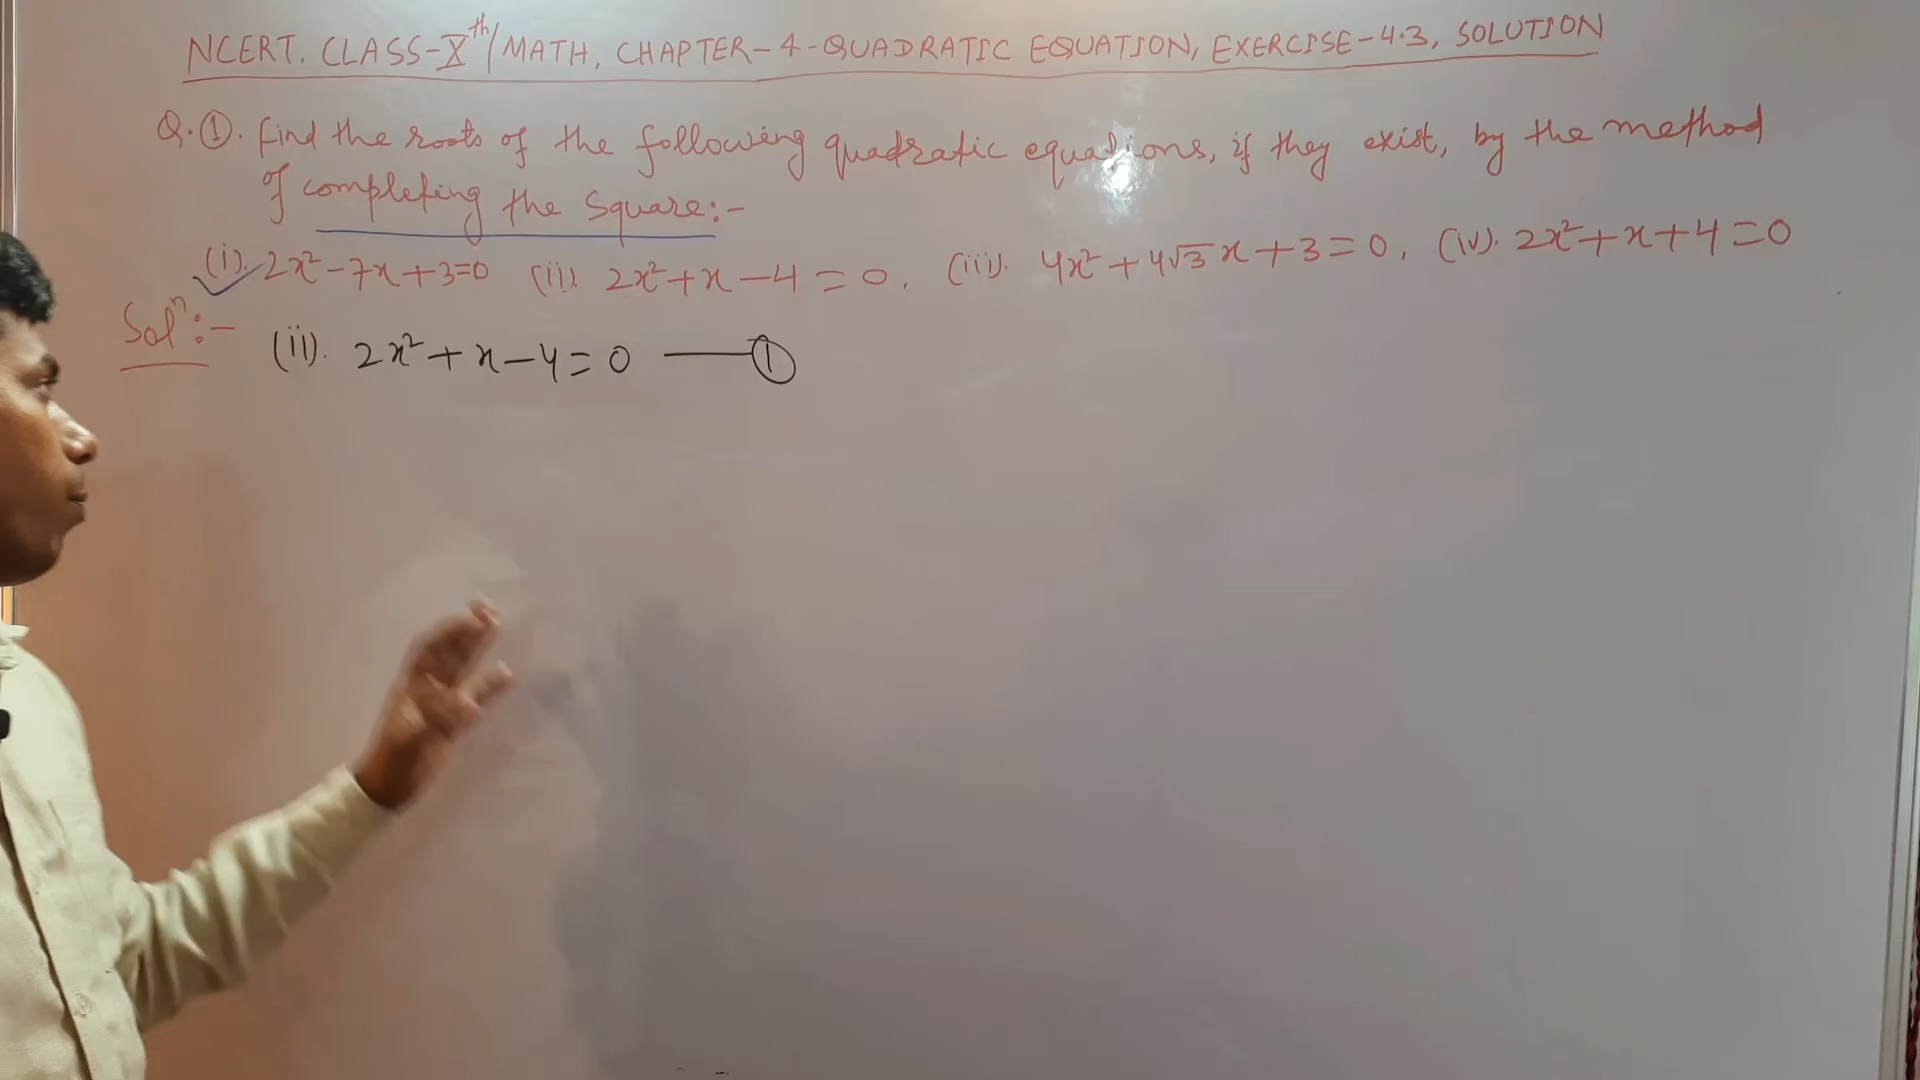 NCERT. CLASS-Xth/MATH, CHAPTER-4-QUADRATIC EQUATION, EXERCISE-4.3, SOLUTION
Q.①. Find the roots of the following quadratic equations, if they exist, by the method
of completing the square:-
(i). 2x²-7x+3=0 (ii). 2x²+x-4=0, (iii). 4x²+4√3x+3=0, (iv). 2x²+x+4=0
Solⁿ:- (ii). 2x²+x-4=0 —①